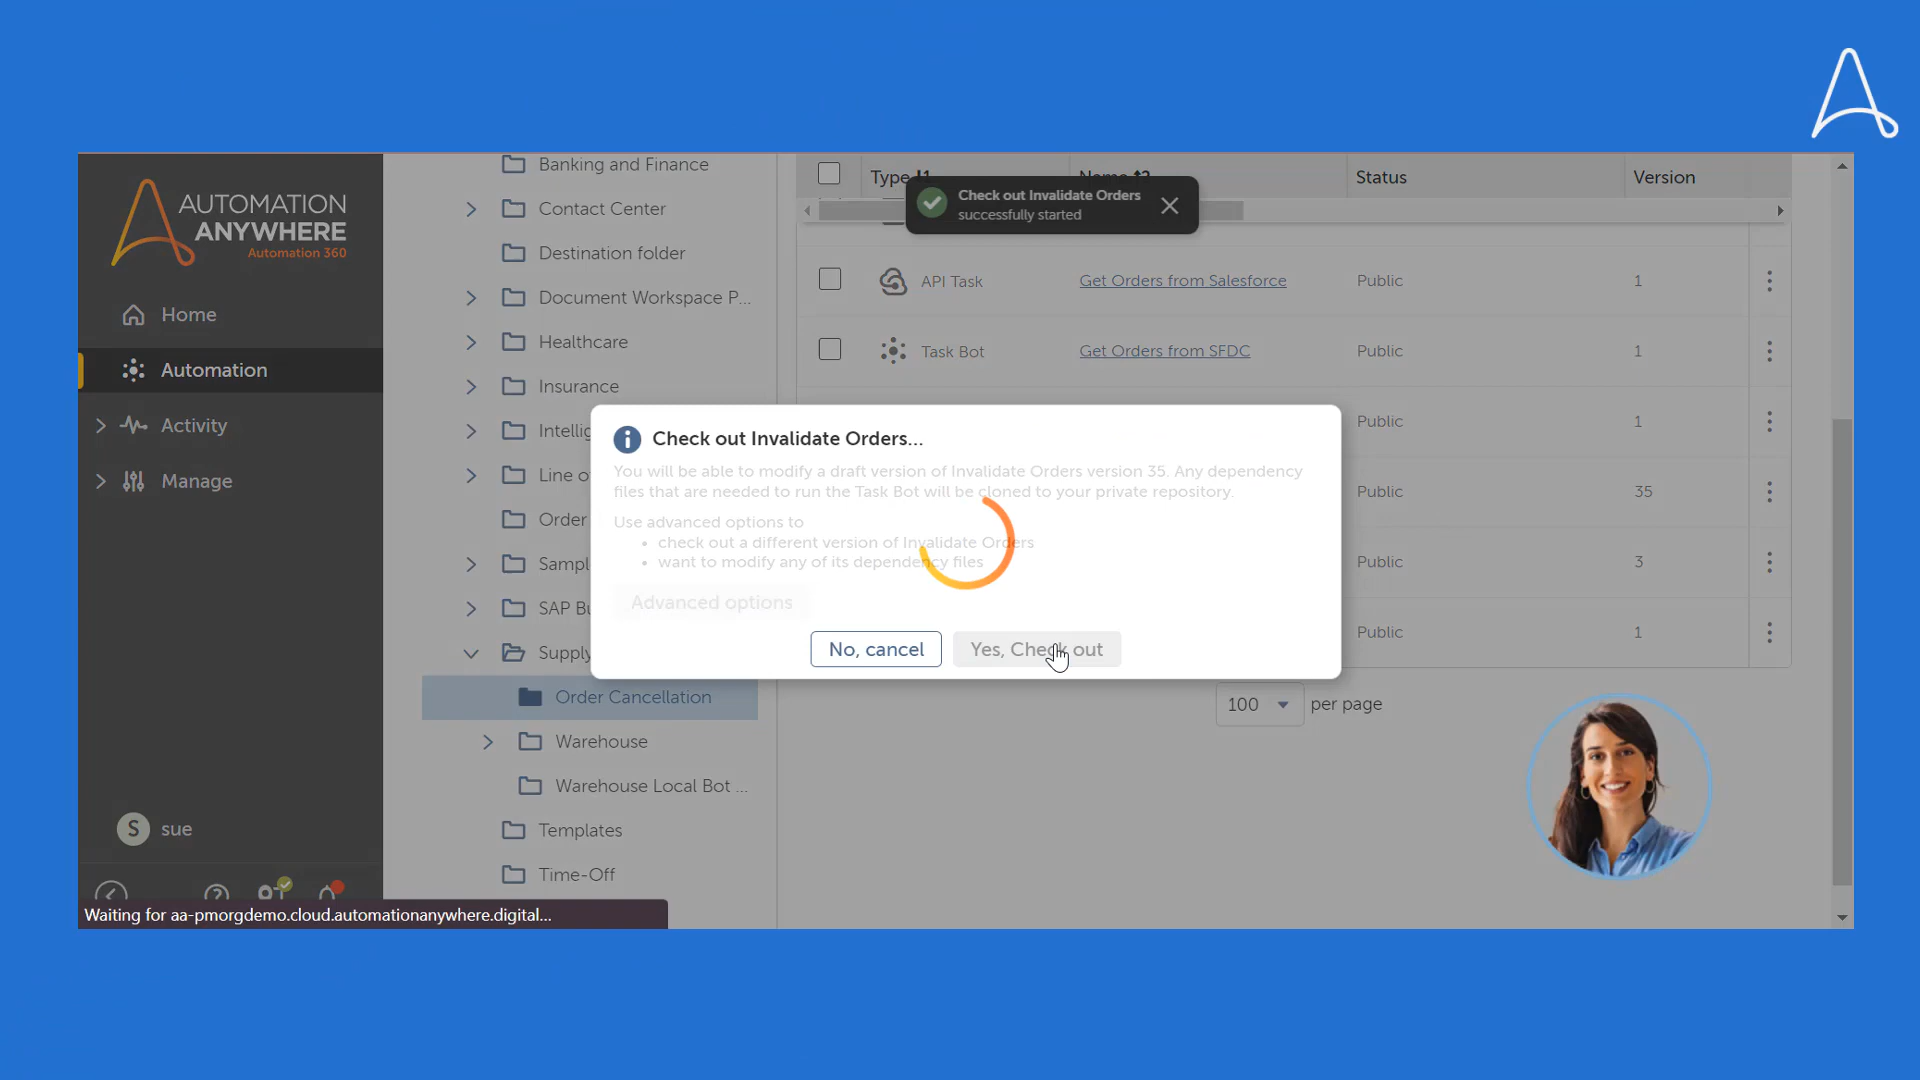 AUTOMATION
ANYWHERE
Automation 360
Home
Automation
Activity
Manage
S sue
Waiting for aa-pmorgdemo.cloud.automationanywhere.digital...
Banking and Finance
Contact Center
Destination folder
Document Workspace P...
Healthcare
Insurance
Intellig
Line o
Order
Sampl
SAP Bu
Supply
Order Cancellation
Warehouse
Warehouse Local Bot ...
Templates
Time-Off
Type Name Status Version
Check out Invalidate Orders
successfully started
API Task Get Orders from Salesforce Public 1
Task Bot Get Orders from SFDC Public 1
Public 1
Public 35
Public 3
Public 1
Check out Invalidate Orders...
You will be able to modify a draft version of Invalidate Orders version 35. Any dependency
files that are needed to run the Task Bot will be cloned to your private repository.
Use advanced options to
• check out a different version of Invalidate Orders
• want to modify any of its dependency files
Advanced options
No, cancel Yes, Check out
100 per page